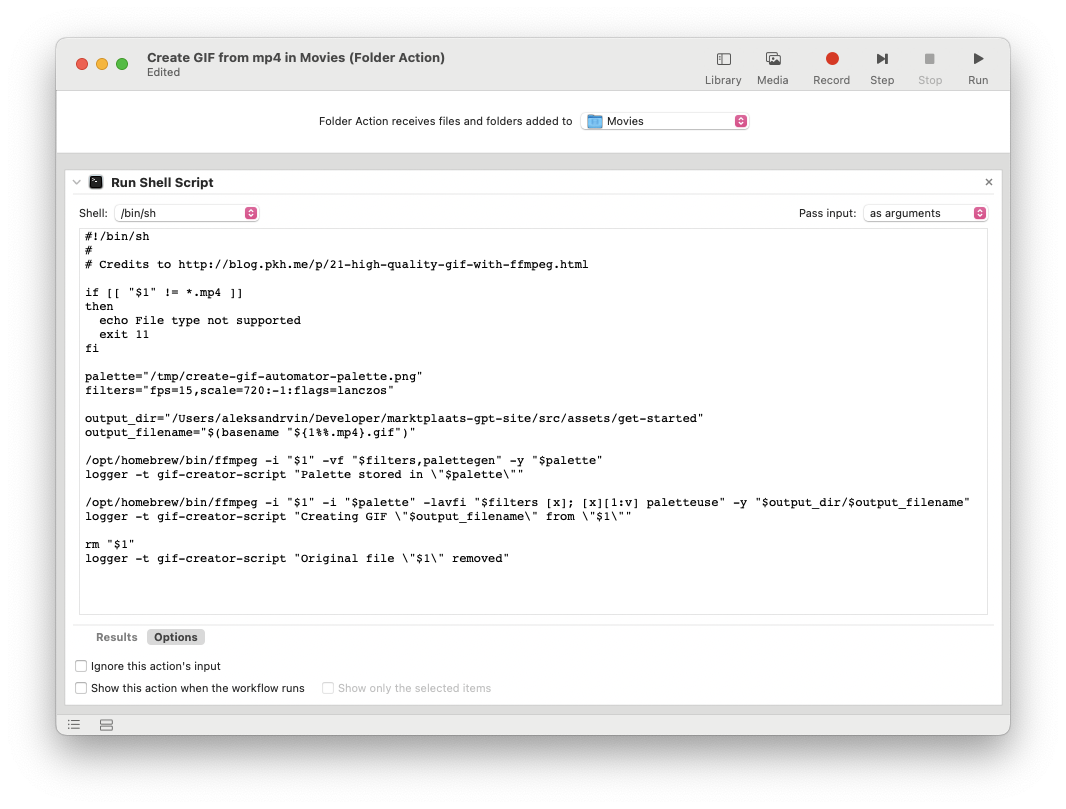 Create GIF from mp4 in Movies (Folder Action)
Edited
Library
Media
Record
Step
Stop
Run
Folder Action receives files and folders added to Movies
Run Shell Script
Shell: /bin/sh
Pass input: as arguments
#!/bin/sh
#
# Credits to http://blog.pkh.me/p/21-high-quality-gif-with-ffmpeg.html
if [[ "$1" != *.mp4 ]]
then
  echo File type not supported
  exit 11
fi
palette="/tmp/create-gif-automator-palette.png"
filters="fps=15,scale=720:-1:flags=lanczos"
output_dir="/Users/aleksandrvin/Developer/marktplaats-gpt-site/src/assets/get-started"
output_filename="$(basename "${1%%.mp4}.gif")"
/opt/homebrew/bin/ffmpeg -i "$1" -vf "$filters,palettegen" -y "$palette"
logger -t gif-creator-script "Palette stored in \"$palette\""
/opt/homebrew/bin/ffmpeg -i "$1" -i "$palette" -lavfi "$filters [x]; [x][1:v] paletteuse" -y "$output_dir/$output_filename"
logger -t gif-creator-script "Creating GIF \"$output_filename\" from \"$1\""
rm "$1"
logger -t gif-creator-script "Original file \"$1\" removed"
Results
Options
Ignore this action's input
Show this action when the workflow runs
Show only the selected items